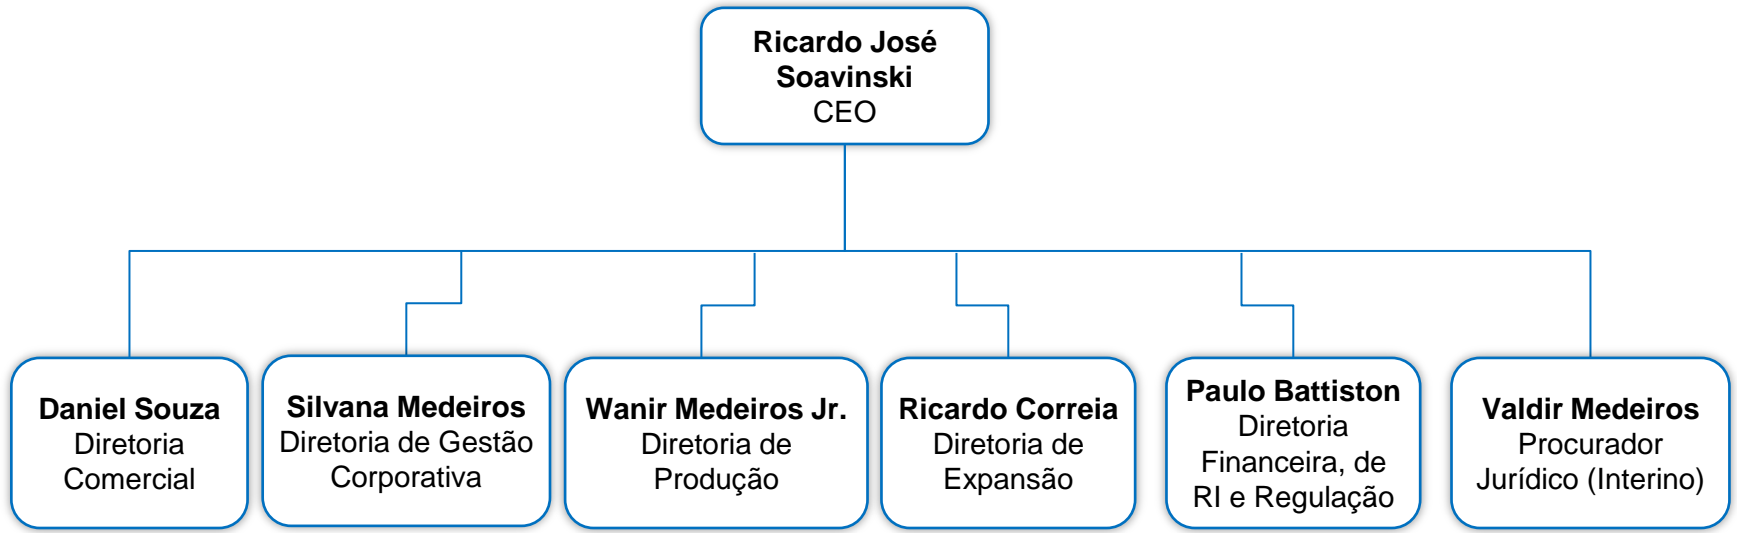 Ricardo José
Soavinski
CEO
Daniel Souza
Diretoria
Comercial
Silvana Medeiros
Diretoria de Gestão
Corporativa
Wanir Medeiros Jr.
Diretoria de
Produção
Ricardo Correia
Diretoria de
Expansão
Paulo Battiston
Diretoria
Financeira, de
RI e Regulação
Valdir Medeiros
Procurador
Jurídico (Interino)